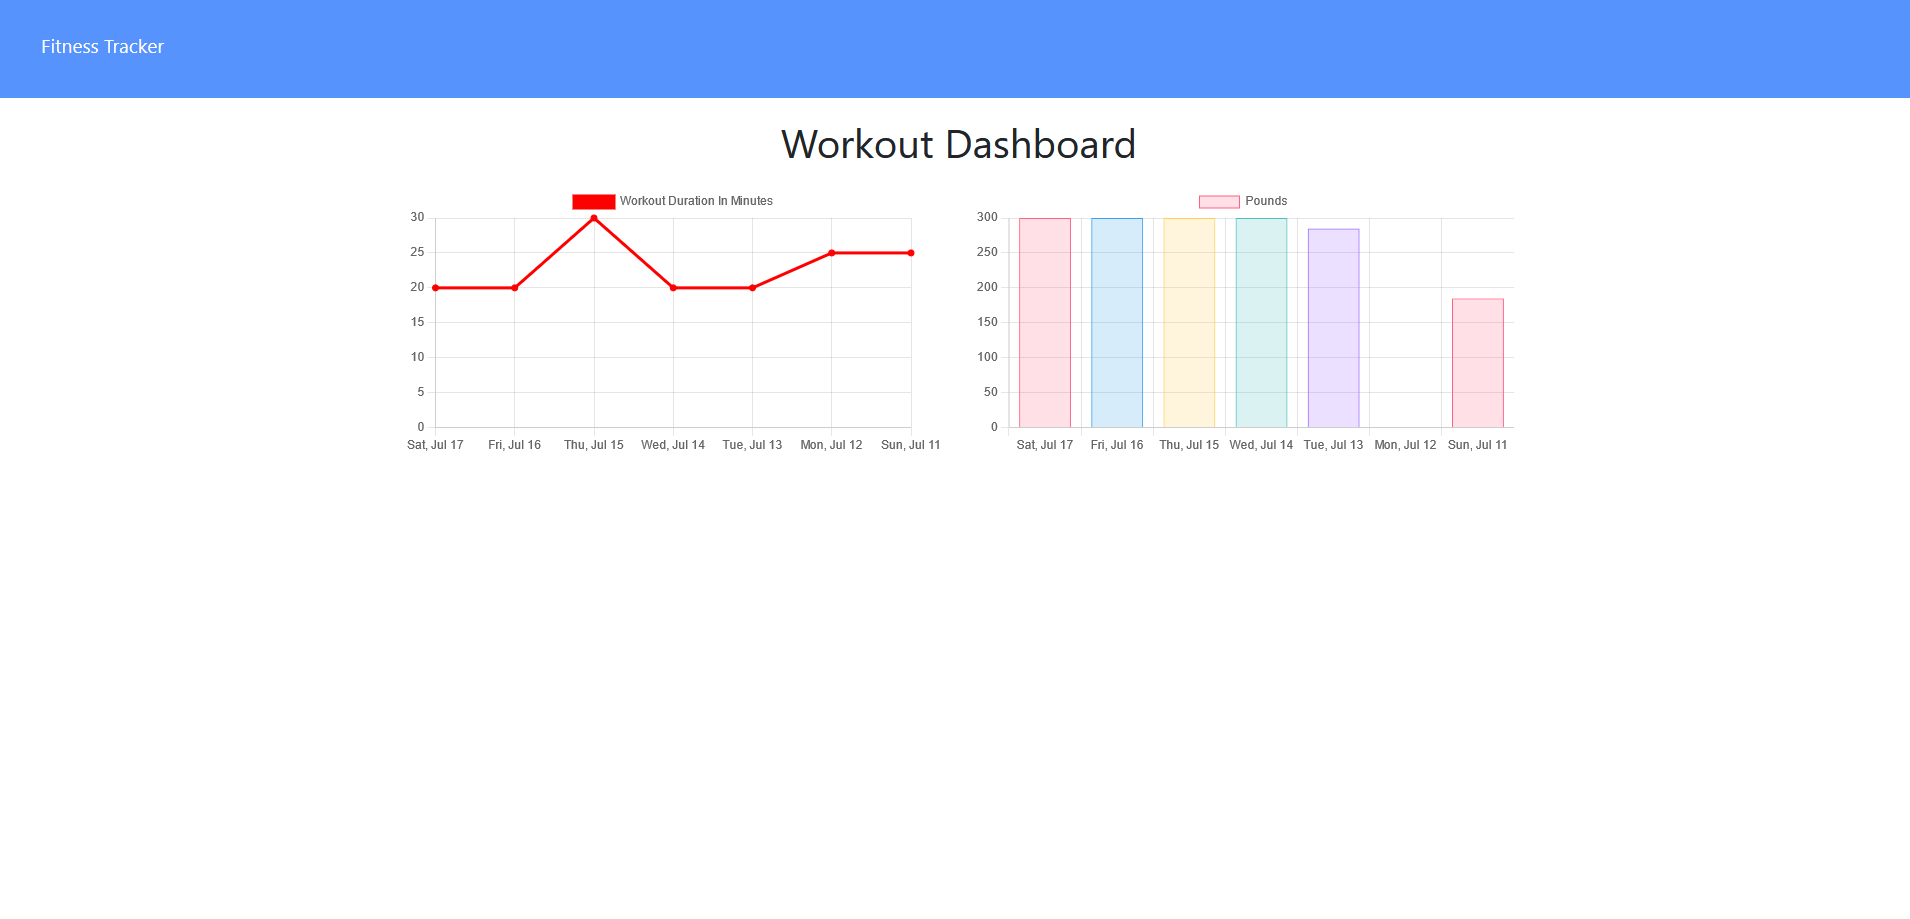 Fitness Tracker
Workout Dashboard
Workout Duration In Minutes
30
25
20
15
10
5
0
Sat, Jul 17 Fri, Jul 16 Thu, Jul 15 Wed, Jul 14 Tue, Jul 13 Mon, Jul 12 Sun, Jul 11
Pounds
300
250
200
150
100
50
0
Sat, Jul 17 Fri, Jul 16 Thu, Jul 15 Wed, Jul 14 Tue, Jul 13 Mon, Jul 12 Sun, Jul 11